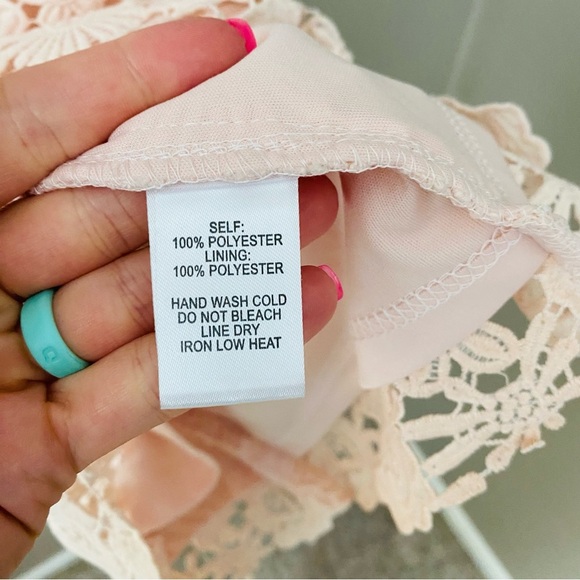 SELF:
100% POLYESTER
LINING:
100% POLYESTER
HAND WASH COLD
DO NOT BLEACH
LINE DRY
IRON LOW HEAT